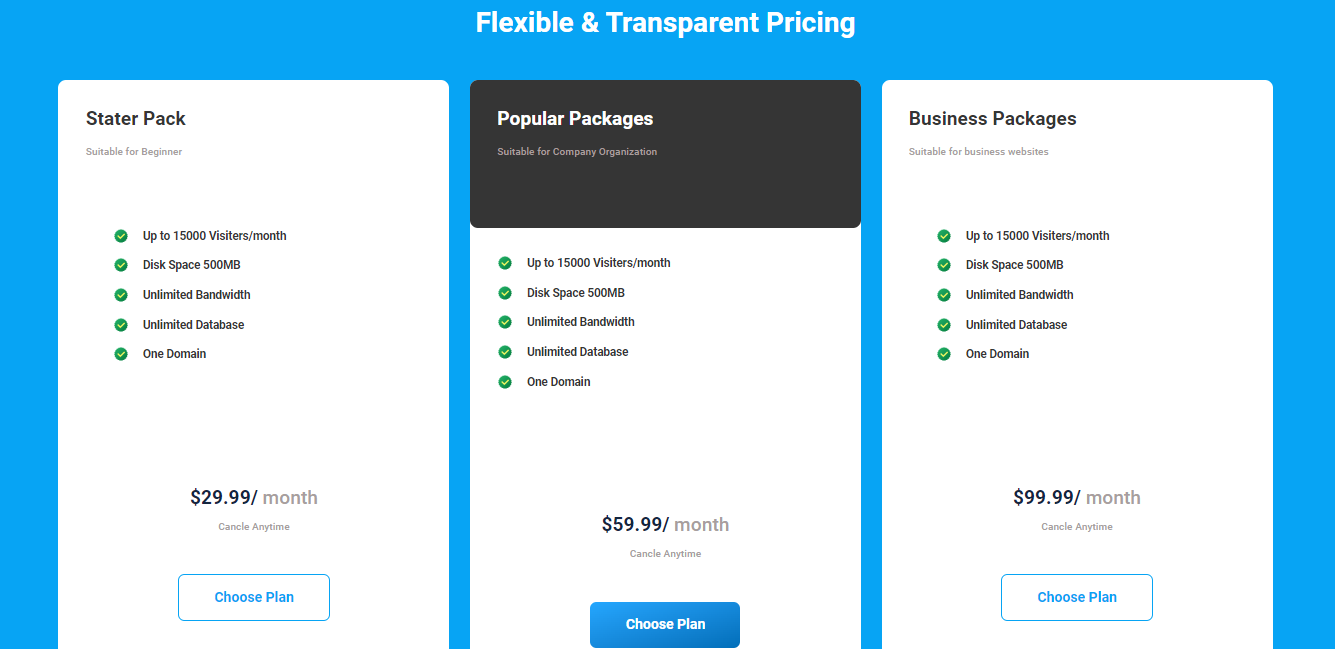 Flexible & Transparent Pricing
Stater Pack
Suitable for Beginner
Up to 15000 Visiters/month
Disk Space 500MB
Unlimited Bandwidth
Unlimited Database
One Domain
$29.99/ month
Cancle Anytime
Choose Plan
Popular Packages
Suitable for Company Organization
Up to 15000 Visiters/month
Disk Space 500MB
Unlimited Bandwidth
Unlimited Database
One Domain
$59.99/ month
Cancle Anytime
Choose Plan
Business Packages
Suitable for business websites
Up to 15000 Visiters/month
Disk Space 500MB
Unlimited Bandwidth
Unlimited Database
One Domain
$99.99/ month
Cancle Anytime
Choose Plan